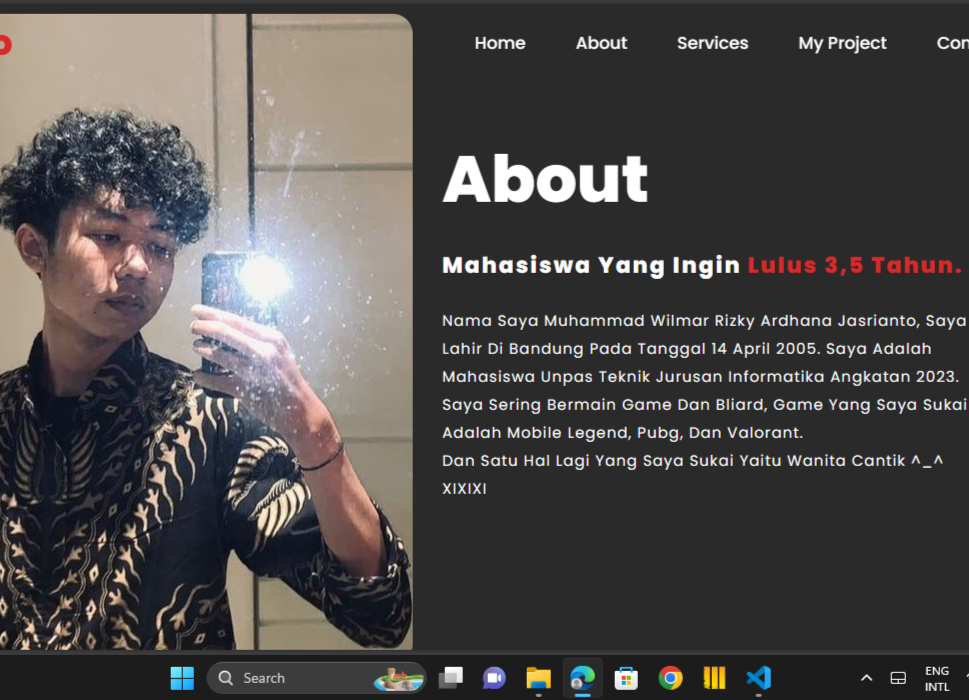 Home About Services My Project
About
Mahasiswa Yang Ingin Lulus 3,5 Tahun.
Nama Saya Muhammad Wilmar Rizky Ardhana Jasrianto, Saya
Lahir Di Bandung Pada Tanggal 14 April 2005. Saya Adalah
Mahasiswa Unpas Teknik Jurusan Informatika Angkatan 2023.
Saya Sering Bermain Game Dan Bliard, Game Yang Saya Sukai
Adalah Mobile Legend, Pubg, Dan Valorant.
Dan Satu Hal Lagi Yang Saya Sukai Yaitu Wanita Cantik ^_^
XIXIXI
Search
ENG
INTL